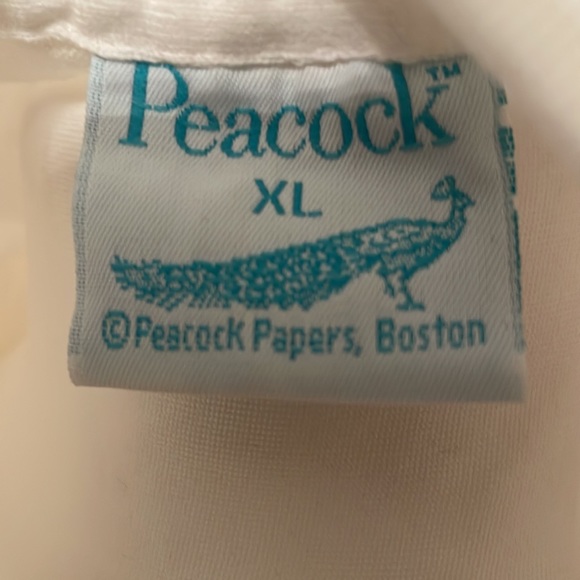 Peacock™
XL
©Peacock Papers, Boston